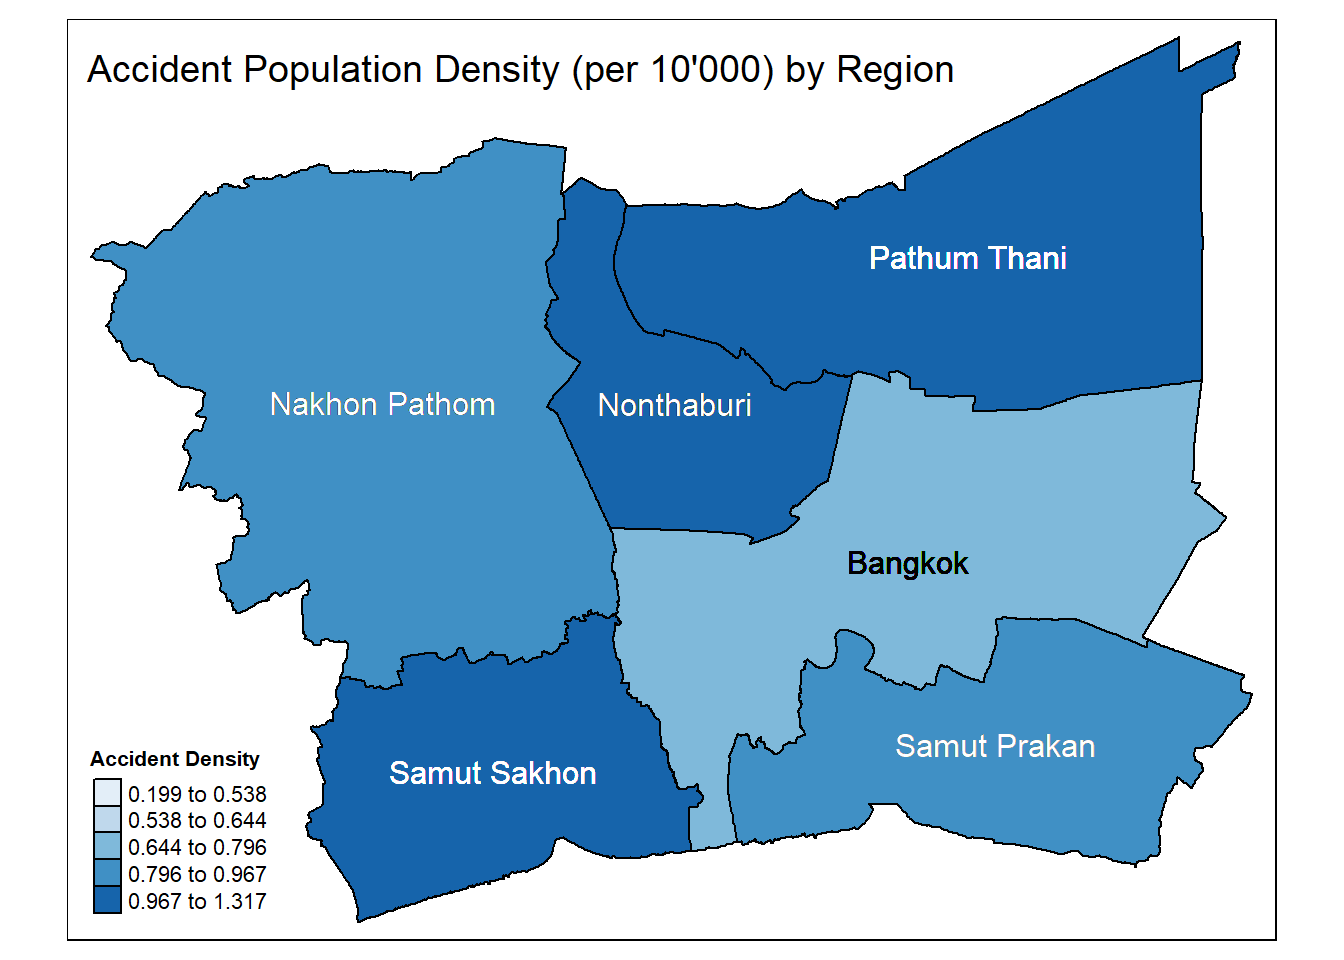 Accident Population Density (per 10'000) by Region
Pathum Thani
Nakhon Pathom
Nonthaburi
Bangkok
Samut Prakan
Samut Sakhon
Accident Density
0.199 to 0.538
0.538 to 0.644
0.644 to 0.796
0.796 to 0.967
0.967 to 1.317